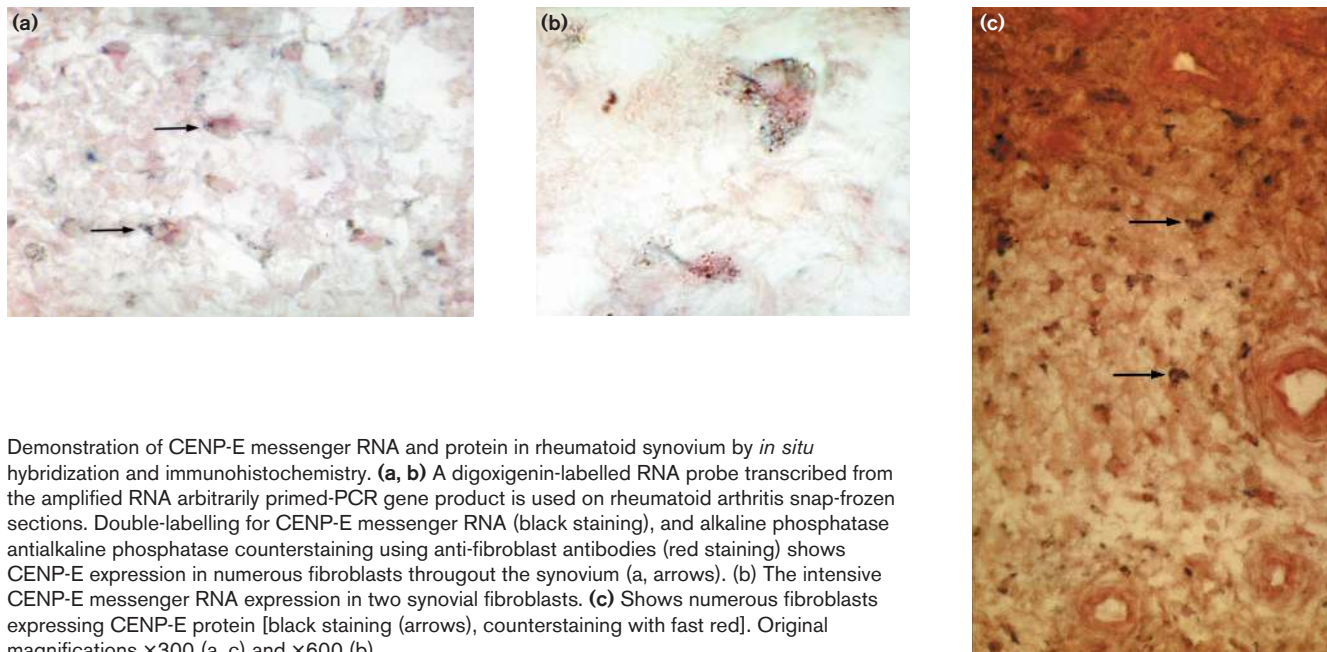 (a)
(b)
(c)
Demonstration of CENP-E messenger RNA and protein in rheumatoid synovium by in situ
hybridization and immunohistochemistry. (a, b) A digoxigenin-labelled RNA probe transcribed from
the amplified RNA arbitrarily primed-PCR gene product is used on rheumatoid arthritis snap-frozen
sections. Double-labelling for CENP-E messenger RNA (black staining), and alkaline phosphatase
antialkaline phosphatase counterstaining using anti-fibroblast antibodies (red staining) shows
CENP-E expression in numerous fibroblasts througout the synovium (a, arrows). (b) The intensive
CENP-E messenger RNA expression in two synovial fibroblasts. (c) Shows numerous fibroblasts
expressing CENP-E protein [black staining (arrows), counterstaining with fast red]. Original
magnifications ×300 (a, c) and ×600 (b)